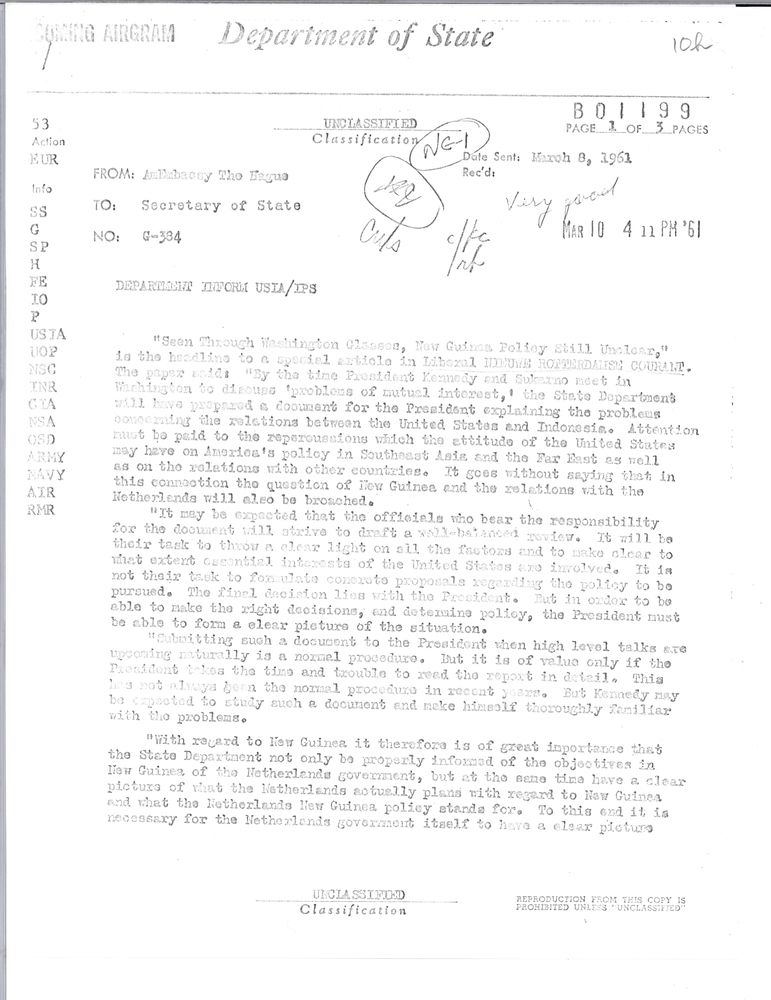 COMING AIRGRAM
Department of State
10h
B01199
PAGE 1 OF 3 PAGES
53
Action
EUR
Info
SS
G
SP
H
FE
IO
P
USIA
UOP
NSC
INR
CIA
NSA
OSD
ARMY
NAVY
AIR
RMR
UNCLASSIFIED
Classification
NG-1
Date Sent: March 8, 1961
Rec'd:
Very good
MAR 10 4 11 PM '61
FROM: AmEmbassy The Hague
TO: Secretary of State
NO: G-384
DEPARTMENT INFORM USIA/IPS
"Seen Through Washington Glasses, New Guinea Policy Still Unclear,"
is the headline to a special article in Liberal NIEUWE ROTTERDAMSE COURANT.
The paper said: "By the time President Kennedy and Sukarno meet in
Washington to discuss 'problems of mutual interest,' the State Department
will have prepared a document for the President explaining the problems
concerning the relations between the United States and Indonesia. Attention
must be paid to the repercussions which the attitude of the United States
may have on America's policy in Southeast Asia and the Far East as well
as on the relations with other countries. It goes without saying that in
this connection the question of New Guinea and the relations with the
Netherlands will also be broached.
"It may be expected that the officials who bear the responsibility
for the document will strive to draft a well-balanced review. It will be
their task to throw a clear light on all the factors and to make clear to
what extent essential interests of the United States are involved. It is
not their task to formulate concrete proposals regarding the policy to be
pursued. The final decision lies with the President. But in order to be
able to make the right decisions, and determine policy, the President must
be able to form a clear picture of the situation.
"Submitting such a document to the President when high level talks are
upcoming naturally is a normal procedure. But it is of value only if the
President takes the time and trouble to read the report in detail. This
has not always been the normal procedure in recent years. But Kennedy may
be expected to study such a document and make himself thoroughly familiar
with the problems.
"With regard to New Guinea it therefore is of great importance that
the State Department not only be properly informed of the objectives in
New Guinea of the Netherlands government, but at the same time have a clear
picture of what the Netherlands actually plans with regard to New Guinea
and what the Netherlands New Guinea policy stands for. To this end it is
necessary for the Netherlands government itself to have a clear picture
UNCLASSIFIED
Classification
REPRODUCTION FROM THIS COPY IS
PROHIBITED UNLESS "UNCLASSIFIED"